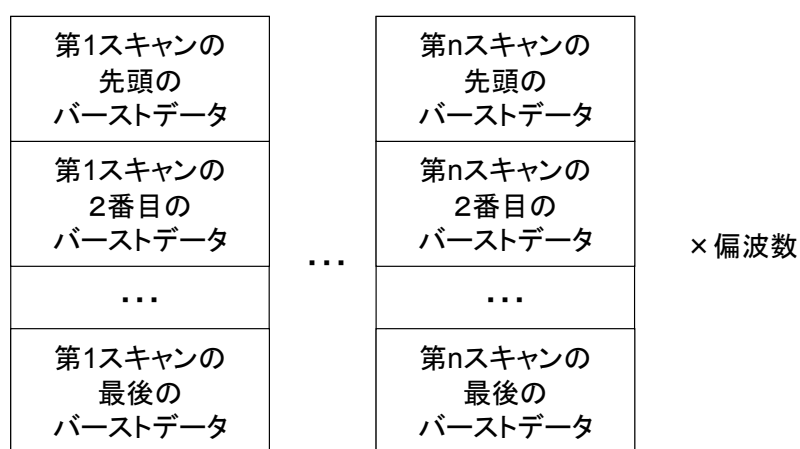 第1スキャンの
先頭の
バーストデータ
第1スキャンの
２番目の
バーストデータ
・・・
第1スキャンの
最後の
バーストデータ
・・・
第nスキャンの
先頭の
バーストデータ
第nスキャンの
２番目の
バーストデータ
・・・
第nスキャンの
最後の
バーストデータ
×偏波数